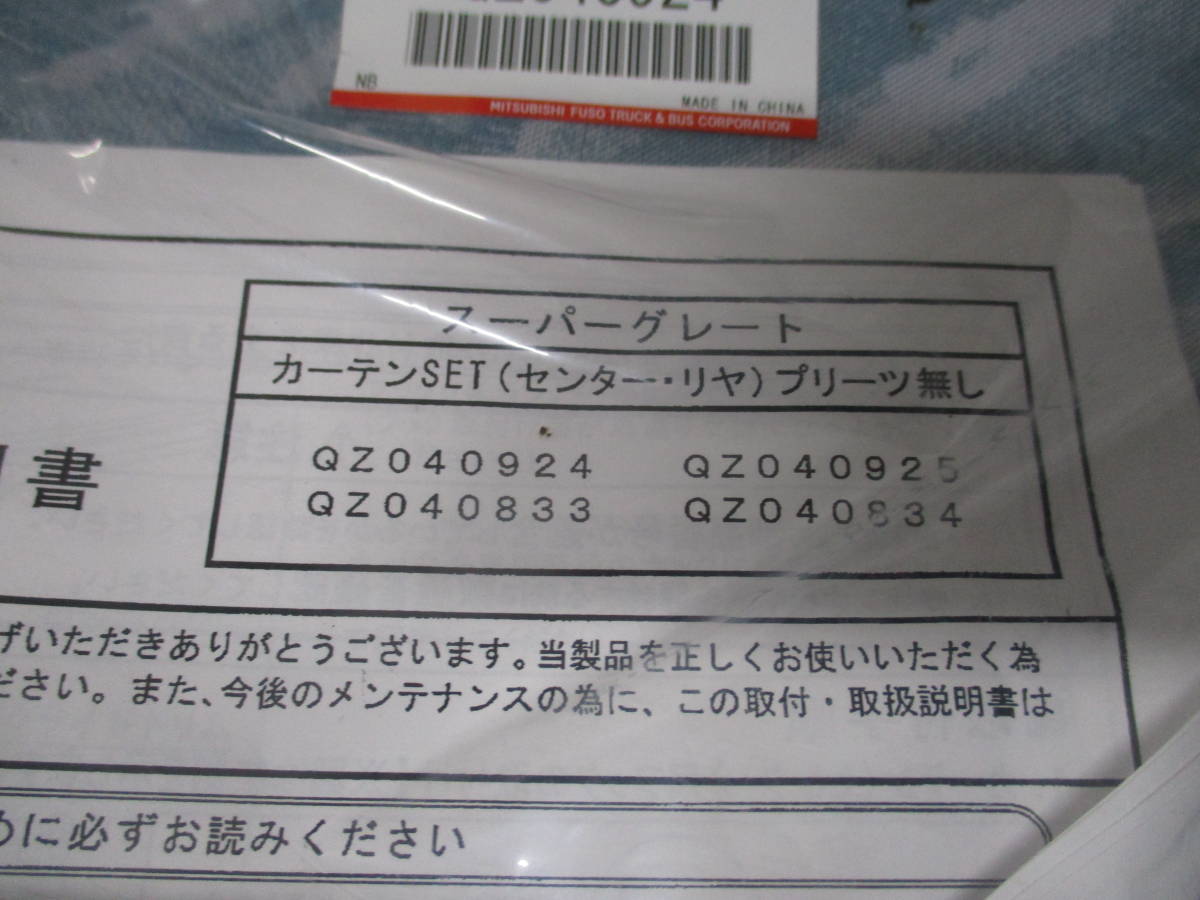 NB
MADE IN CHINA
MITSUBISHI FUSO TRUCK & BUS CORPORATION
スーパーグレート
カーテンSET(センター・リヤ)プリーツ無し
QZ040924 QZ040925
QZ040833 QZ040834
書
げいただきありがとうございます。当製品を正しくお使いいただく為
ださい。また、今後のメンテナンスの為に、この取付・取扱説明書は
めに必ずお読みください